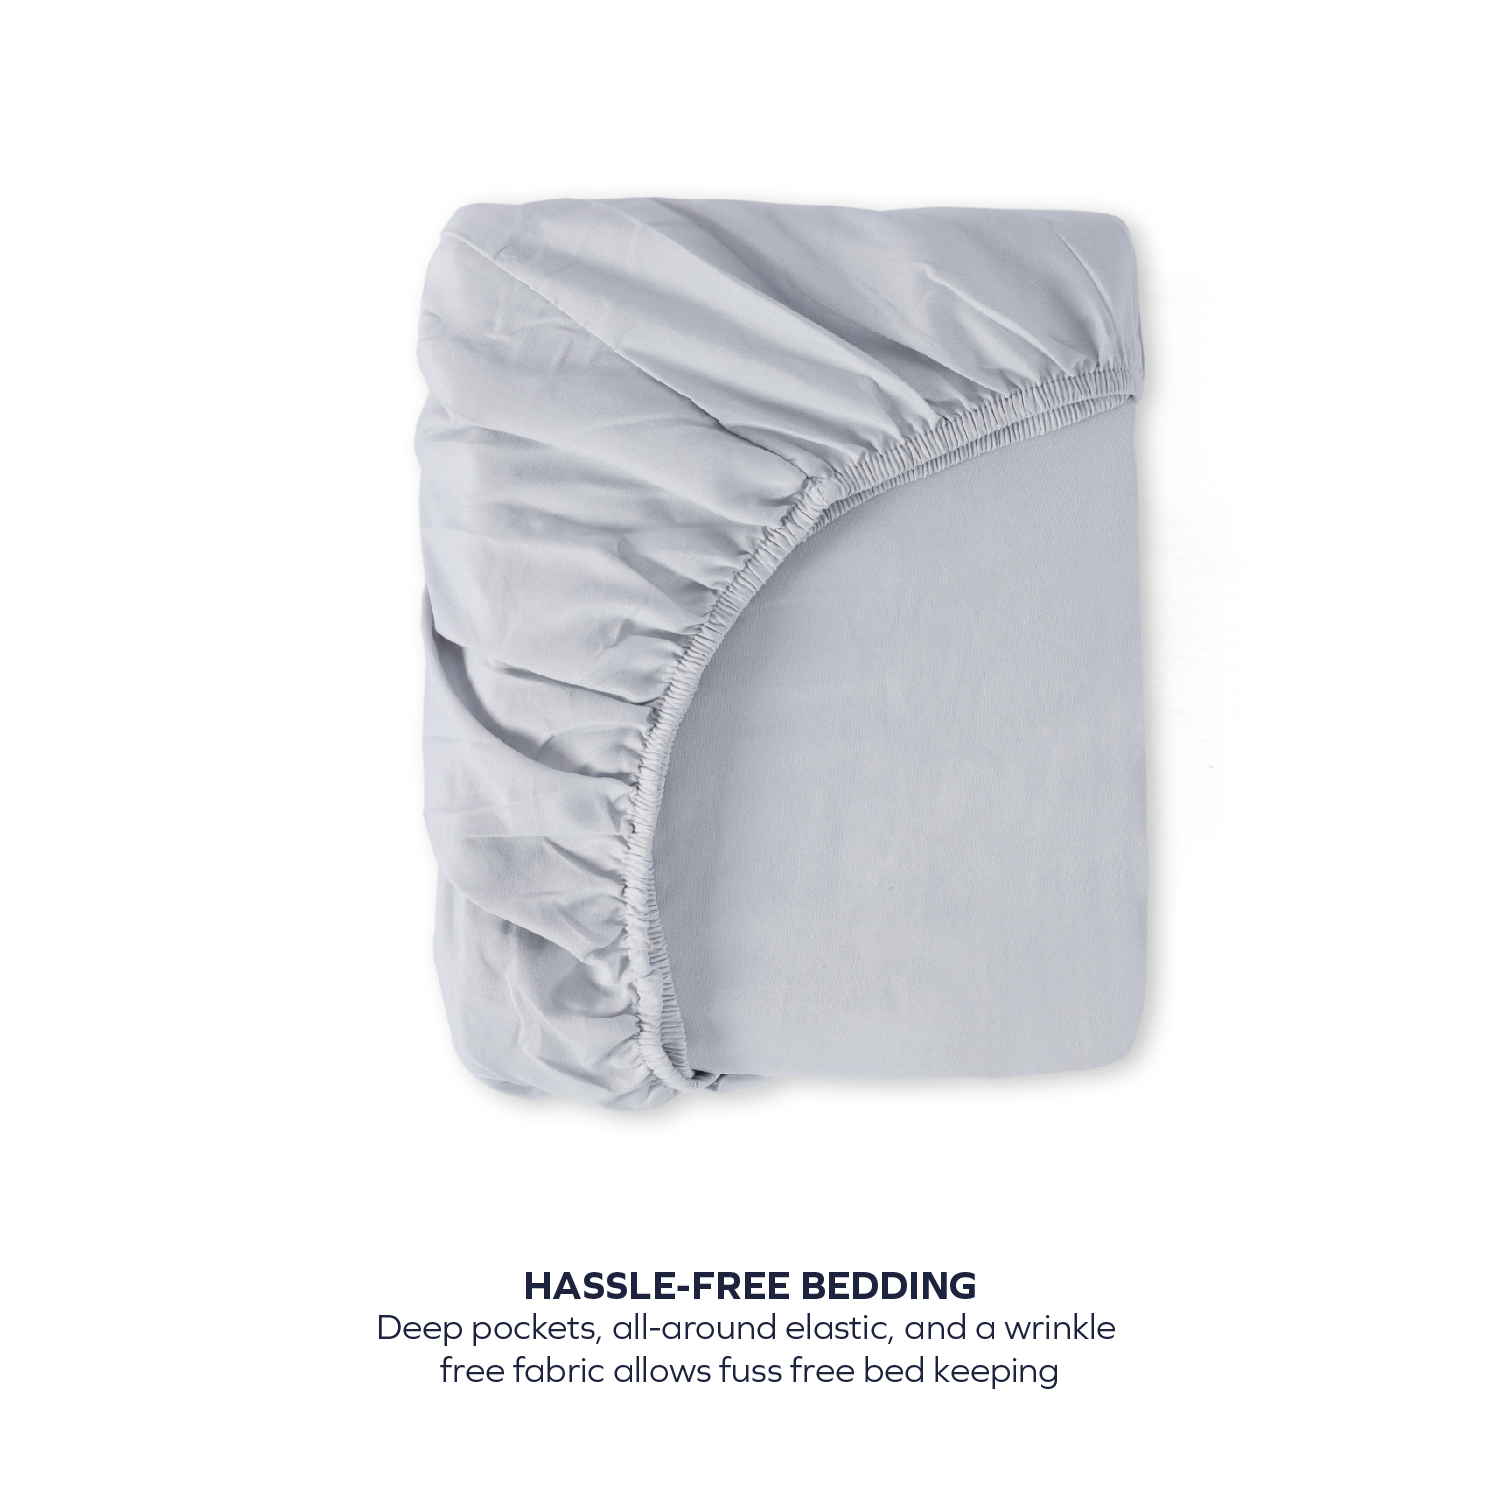 HASSLE-FREE BEDDING
Deep pockets, all-around elastic, and a wrinkle
free fabric allows fuss free bed keeping